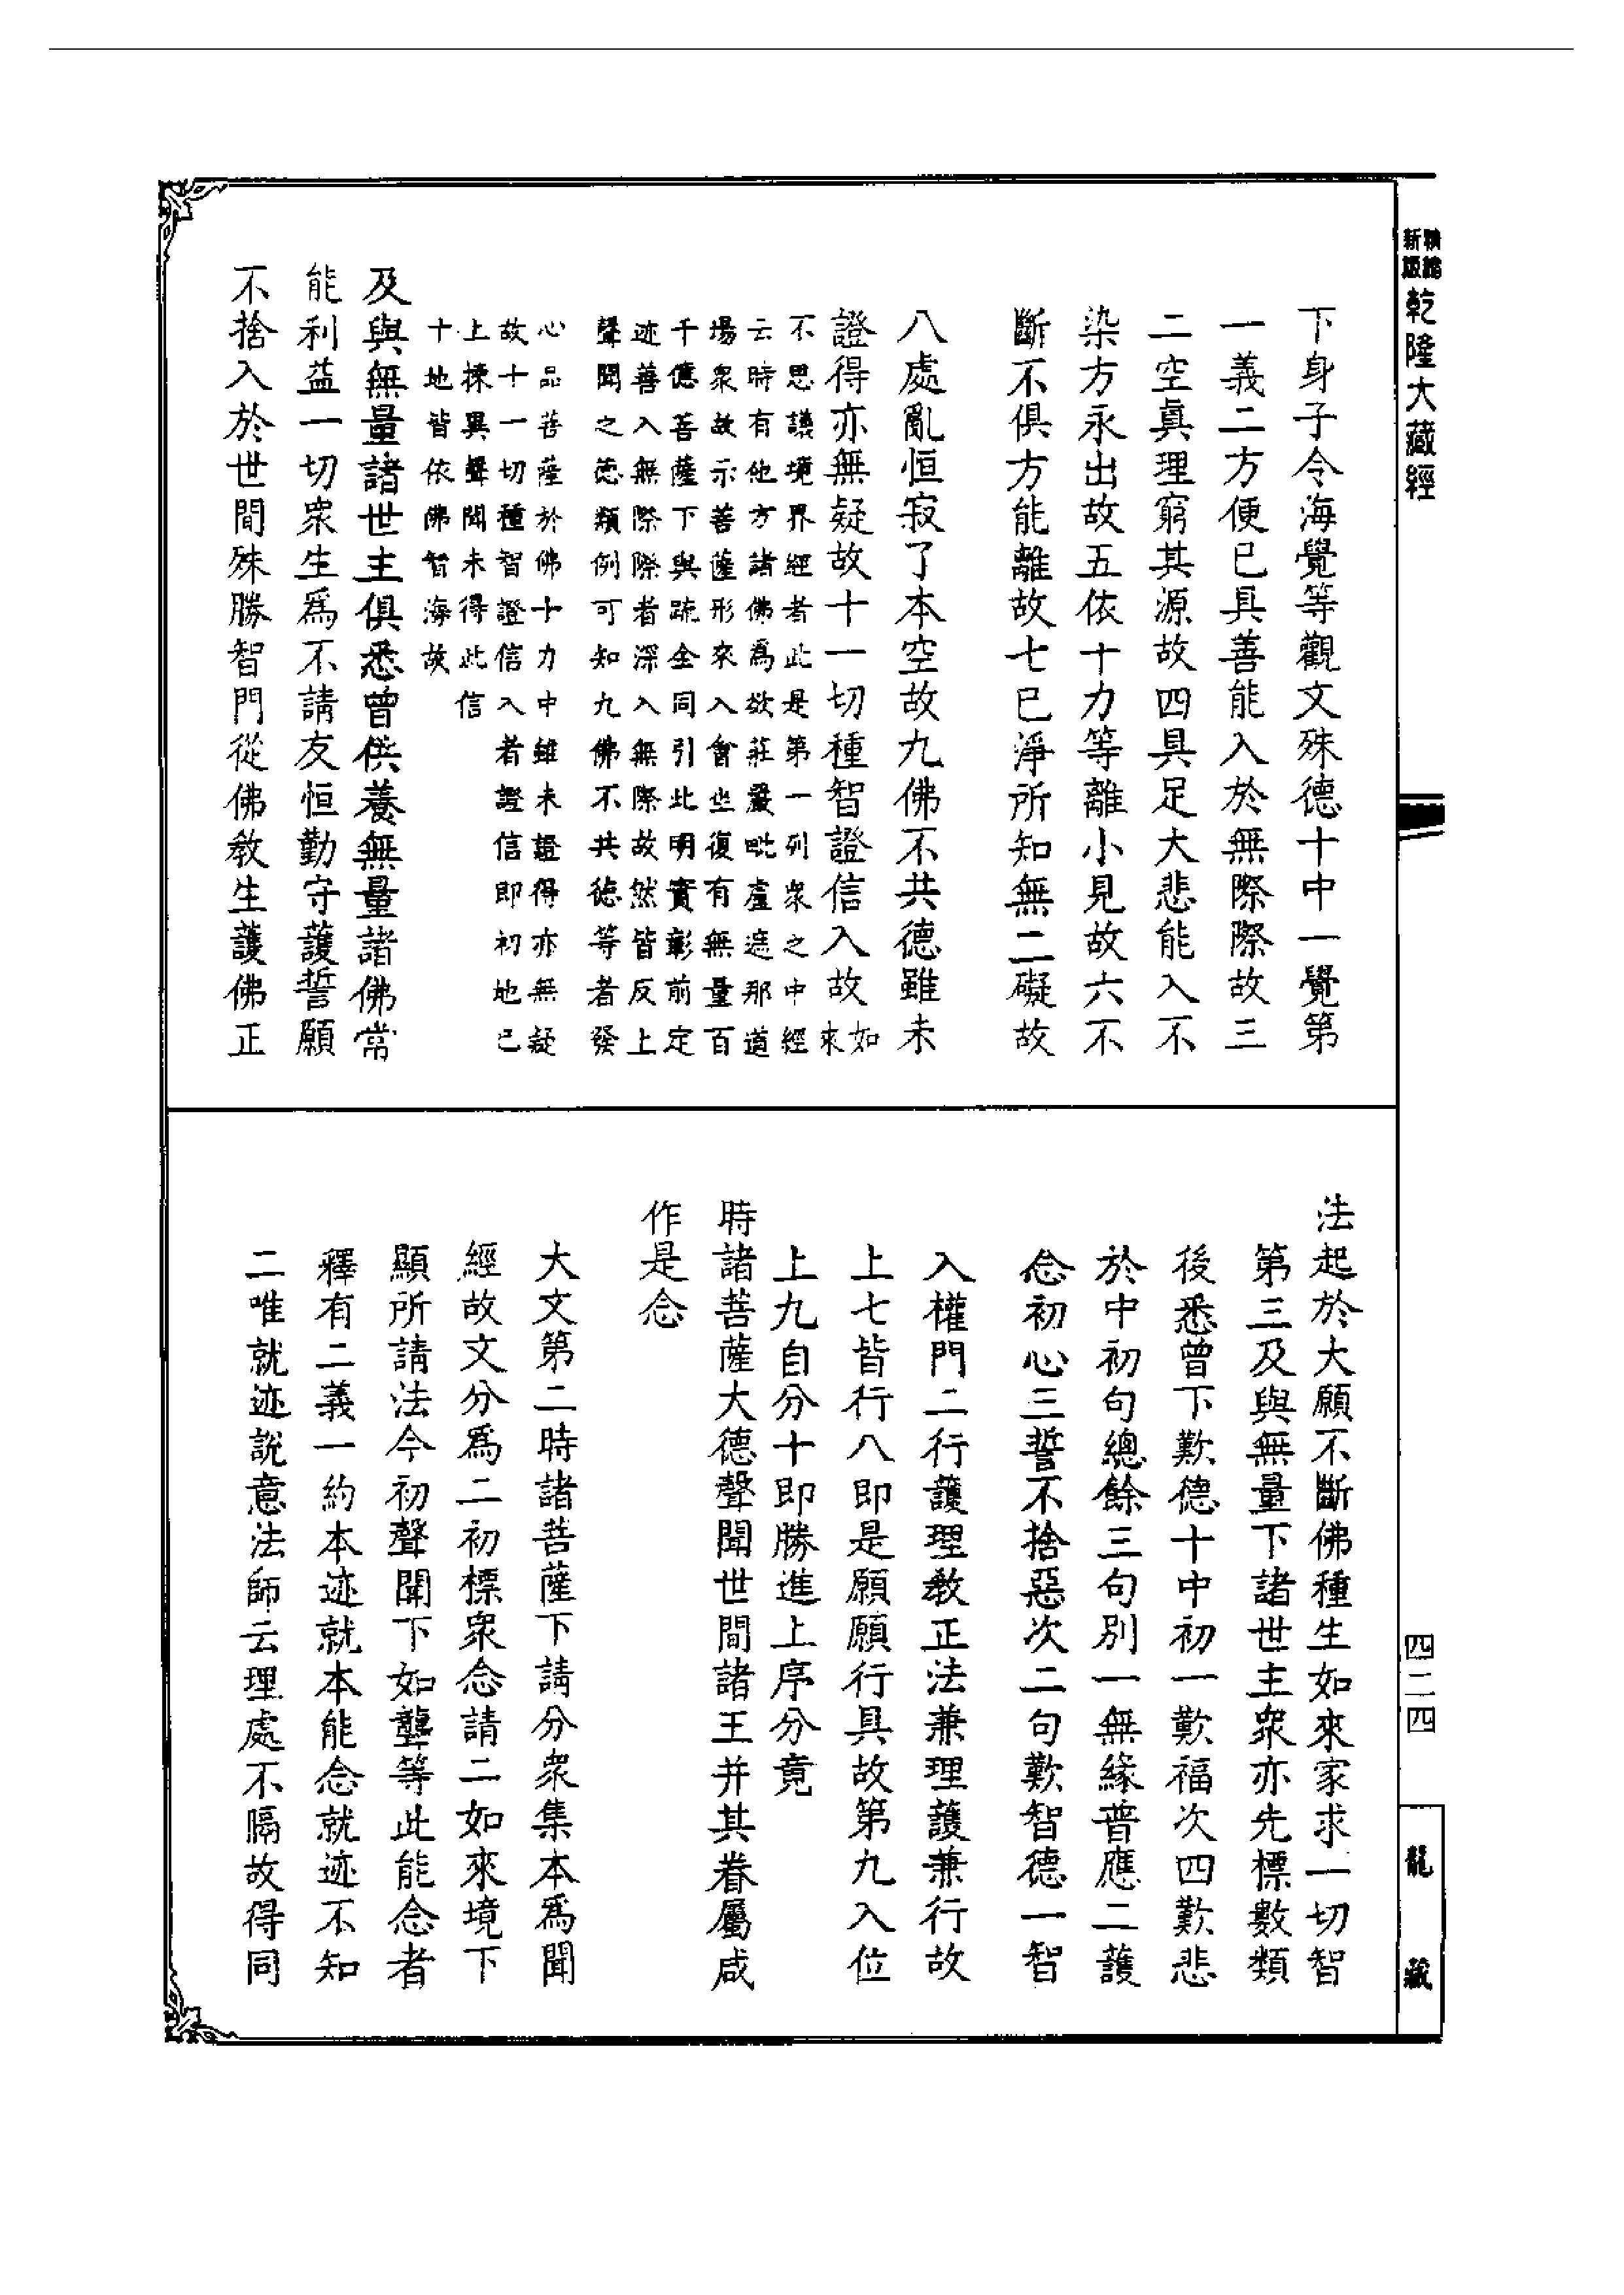 新版精縮乾隆大藏經
下身子令海覺等觀文殊德十中一覺第
一義二方便已具善能入於無際際故三
二空眞理窮其源故四具足大悲能入不
染方永出故五依十力等離小見故六不
斷不俱方能離故七已淨所知無二礙故
八處亂恒寂了本空故九佛不共德雖未
證得亦無疑故十一切種智證信入故如來
不思議境界經者此是第一列衆之中經
云時有他方諸佛爲欲莊嚴毗盧遮那道
場衆故示菩薩形來入會也復有無量百
千億菩薩下與疏全同引此明實彰前定
迹善入無際際者深入無際故然皆反上
聲聞之德類例可知九佛不共德等者發
心品菩薩於佛十力中雖未證得亦無疑
故十一切種智證信入者證信即初地已
上揀異聲聞未得此信
十地皆依佛智海故
及與無量諸世主俱悉曾供養無量諸佛常
能利益一切衆生爲不請友恒勤守護誓願
不捨入於世間殊勝智門從佛教生護佛正
法起於大願不斷佛種生如來家求一切智
第三及與無量下諸世主衆亦先標數類
後悉曾下歎德十中初一歎福次四歎悲
於中初句總餘三句別一無緣普應二護
念初心三誓不捨惡次二句歎智德一智
入權門二行護理教正法兼理護兼行故
上七皆行八即是願願行具故第九入位
上九自分十即勝進上序分竟
時諸菩薩大德聲聞世間諸王并其眷屬咸
作是念
大文第二時諸菩薩下請分衆集本爲聞
經故文分爲二初標衆念請二如來境下
顯所請法今初聲聞下如聾等此能念者
釋有二義一約本迹就本能念就迹不知
二唯就迹說意法師云理處不隔故得同
四二四
龍藏